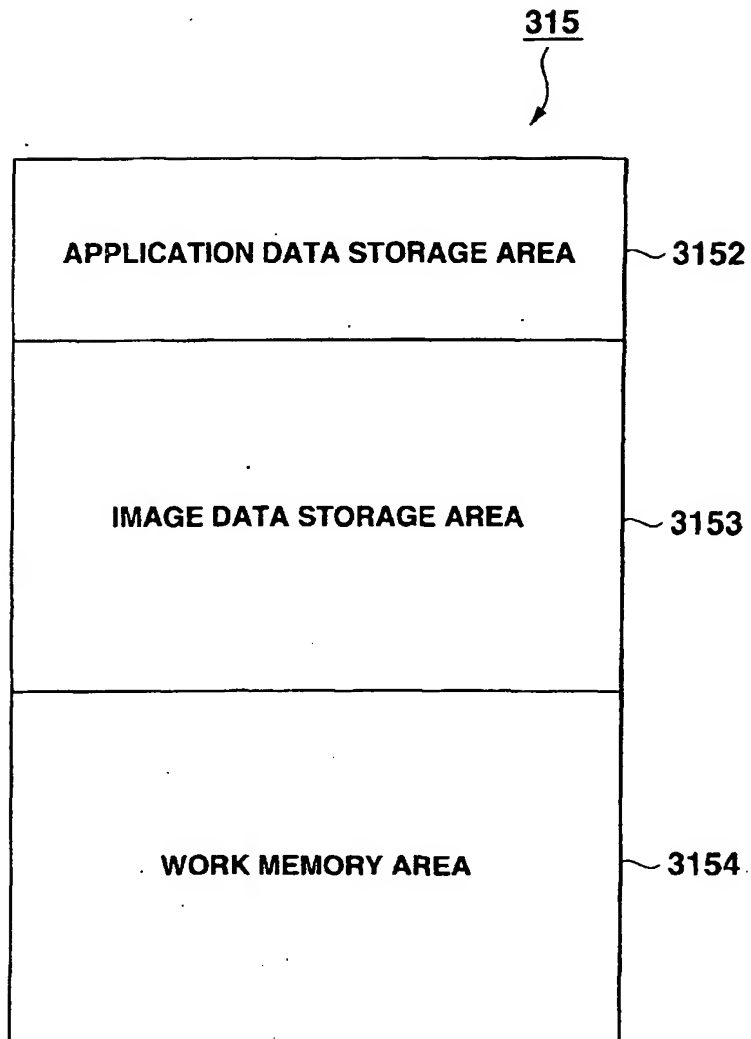 315
APPLICATION DATA STORAGE AREA
3152
IMAGE DATA STORAGE AREA
3153
WORK MEMORY AREA
3154